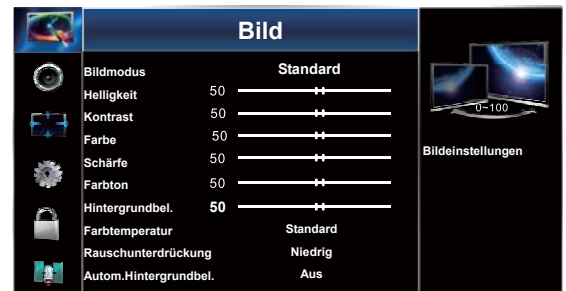 Bild
Bildmodus Standard
Helligkeit 50
Kontrast 50
Farbe 50
Schärfe 50
Farbton 50
Hintergrundbel. 50
Farbtemperatur Standard
Rauschunterdrückung Niedrig
Autom.Hintergrundbel. Aus
0~100
Bildeinstellungen